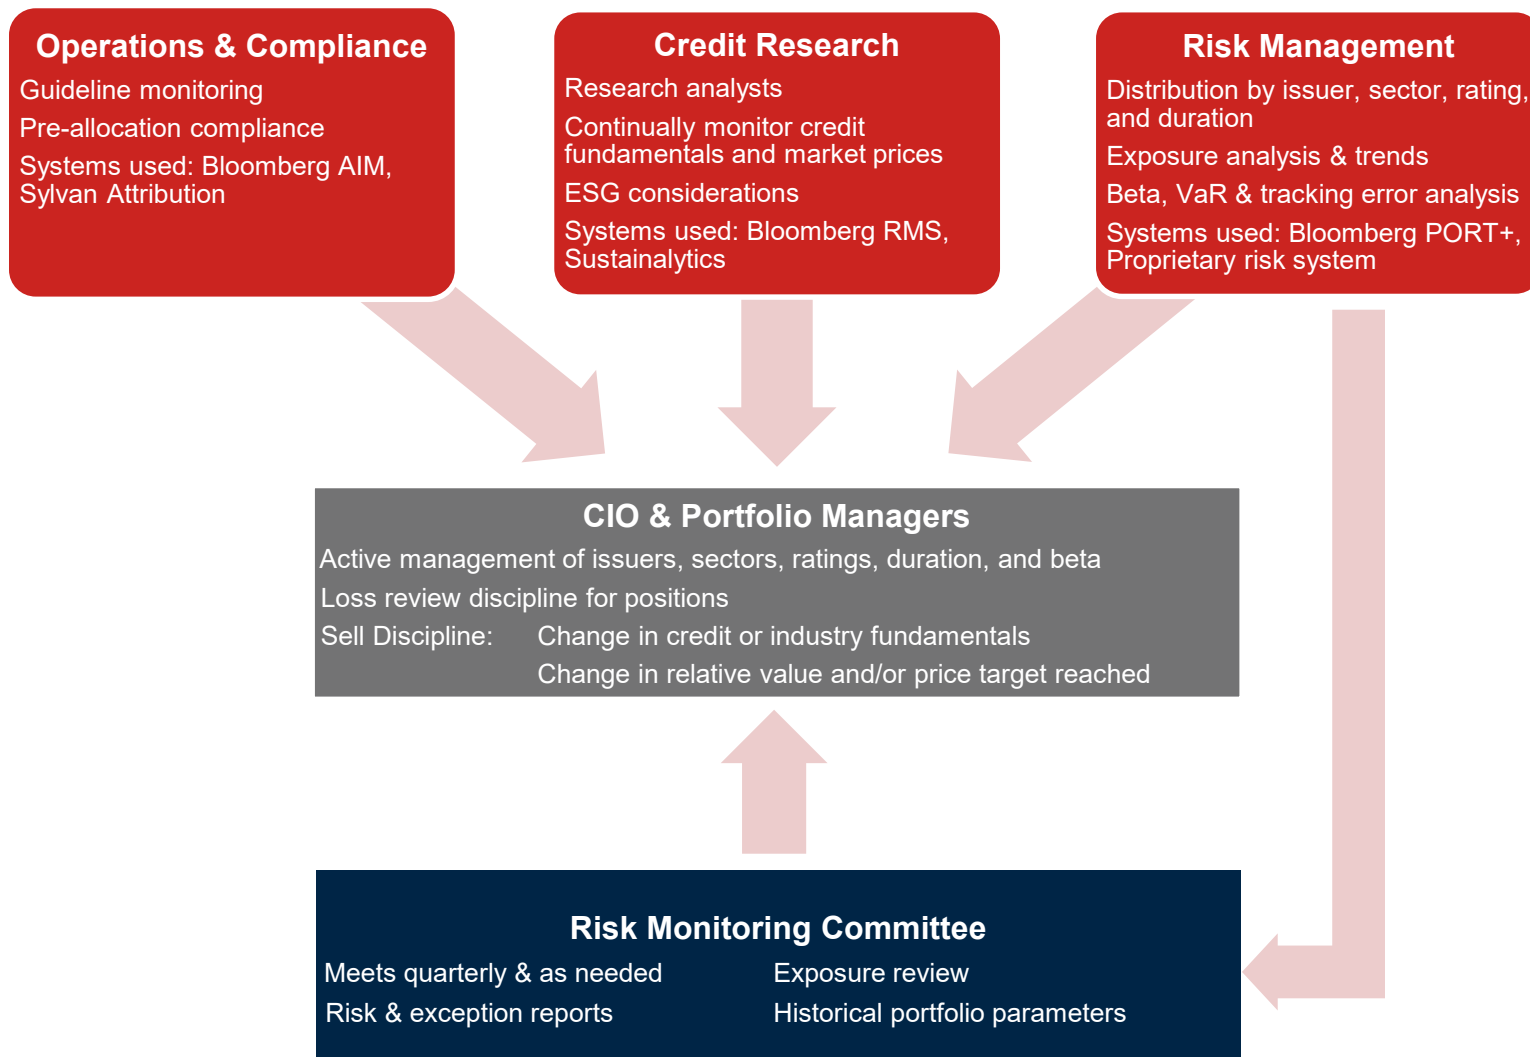 Operations & Compliance
Guideline monitoring
Pre-allocation compliance
Systems used: Bloomberg AIM,
Sylvan Attribution
Credit Research
Research analysts
Continually monitor credit
fundamentals and market prices
ESG considerations
Systems used: Bloomberg RMS,
Sustainalytics
Risk Management
Distribution by issuer, sector, rating,
and duration
Exposure analysis & trends
Beta, VaR & tracking error analysis
Systems used: Bloomberg PORT+,
Proprietary risk system
CIO & Portfolio Managers
Active management of issuers, sectors, ratings, duration, and beta
Loss review discipline for positions
Sell Discipline: Change in credit or industry fundamentals
Change in relative value and/or price target reached
Risk Monitoring Committee
Meets quarterly & as needed
Risk & exception reports
Exposure review
Historical portfolio parameters